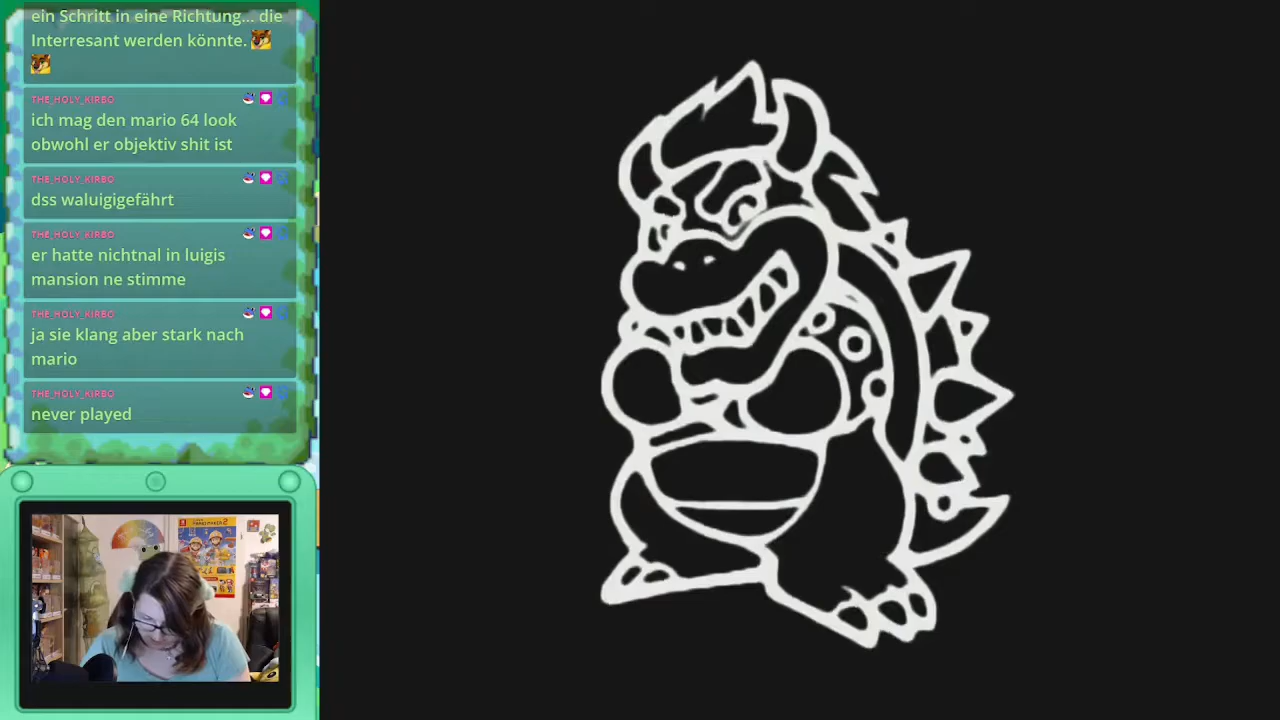 ein Schritt in eine Richtung... die
Interresant werden könnte.
THE_HOLY_KIRBO
ich mag den mario 64 look
obwohl er objektiv shit ist
THE_HOLY_KIRBO
dss waluigigefährt
THE_HOLY_KIRBO
er hatte nichtnal in luigis
mansion ne stimme
THE_HOLY_KIRBO
ja sie klang aber stark nach
mario
THE_HOLY_KIRBO
never played